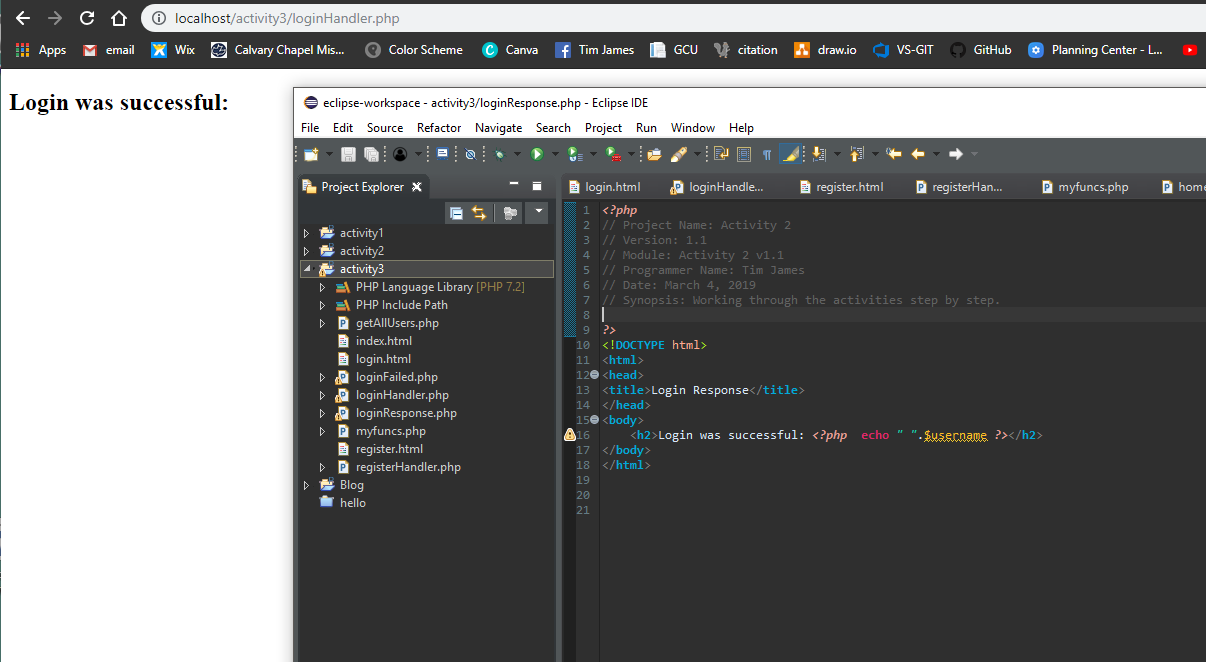 localhost/activity3/loginHandler.php
Apps email Wix Calvary Chapel Mis... Color Scheme Canva Tim James GCU citation draw.io VS-GIT GitHub Planning Center - L...
Login was successful:
eclipse-workspace - activity3/loginResponse.php - Eclipse IDE
File Edit Source Refactor Navigate Search Project Run Window Help
Project Explorer
login.html loginHandle... register.html registerHan... myfuncs.php home
activity1
activity2
activity3
PHP Language Library [PHP 7.2]
PHP Include Path
getAllUsers.php
index.html
login.html
loginFailed.php
loginHandler.php
loginResponse.php
myfuncs.php
register.html
registerHandler.php
Blog
hello
1 <?php
2 // Project Name: Activity 2
3 // Version: 1.1
4 // Module: Activity 2 v1.1
5 // Programmer Name: Tim James
6 // Date: March 4, 2019
7 // Synopsis: Working through the activities step by step.
8
9 ?>
10 <!DOCTYPE html>
11 <html>
12 <head>
13 <title>Login Response</title>
14 </head>
15 <body>
16 <h2>Login was successful: <?php  echo " ".$username ?></h2>
17 </body>
18 </html>
19
20
21